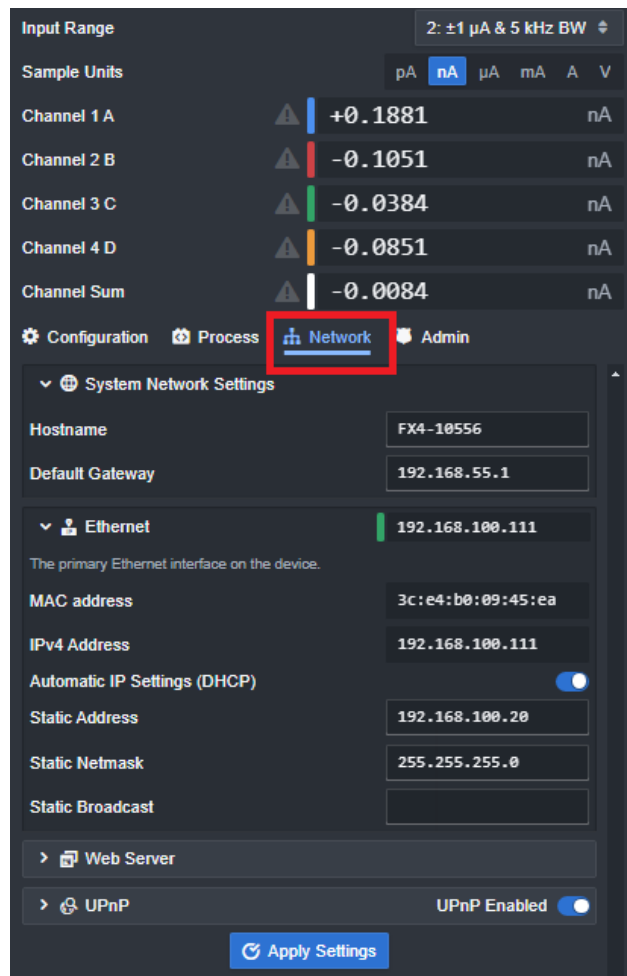 Input Range 2: ±1 µA & 5 kHz BW
Sample Units pA nA µA mA A V
Channel 1 A +0.1881 nA
Channel 2 B -0.1051 nA
Channel 3 C -0.0384 nA
Channel 4 D -0.0851 nA
Channel Sum -0.0084 nA
Configuration Process Network Admin
System Network Settings
Hostname FX4-10556
Default Gateway 192.168.55.1
Ethernet 192.168.100.111
The primary Ethernet interface on the device.
MAC address 3c:e4:b0:09:45:ea
IPv4 Address 192.168.100.111
Automatic IP Settings (DHCP)
Static Address 192.168.100.20
Static Netmask 255.255.255.0
Static Broadcast
Web Server
UPnP UPnP Enabled
Apply Settings